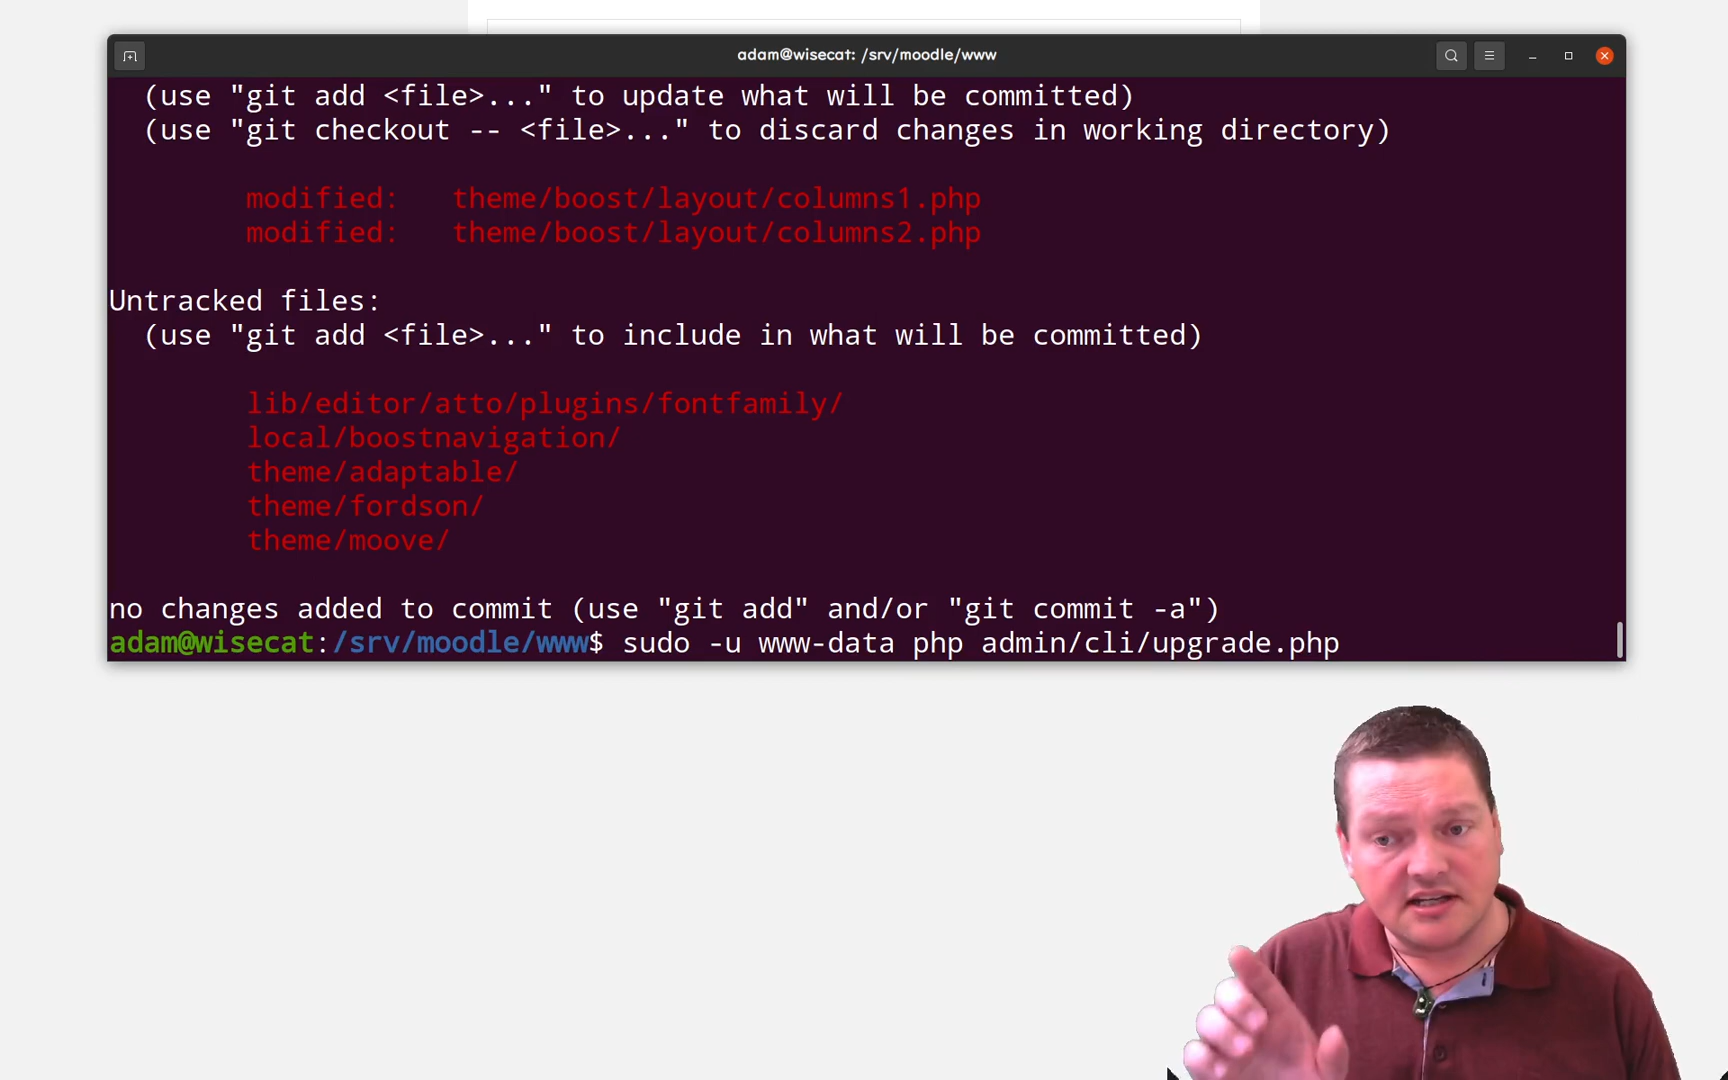 adam@wisecat: /srv/moodle/www
(use "git add <file>..." to update what will be committed)
(use "git checkout -- <file>..." to discard changes in working directory)
modified:   theme/boost/layout/columns1.php
modified:   theme/boost/layout/columns2.php
Untracked files:
(use "git add <file>..." to include in what will be committed)
lib/editor/atto/plugins/fontfamily/
local/boostnavigation/
theme/adaptable/
theme/fordson/
theme/moove/
no changes added to commit (use "git add" and/or "git commit -a")
adam@wisecat:/srv/moodle/www$ sudo -u www-data php admin/cli/upgrade.php